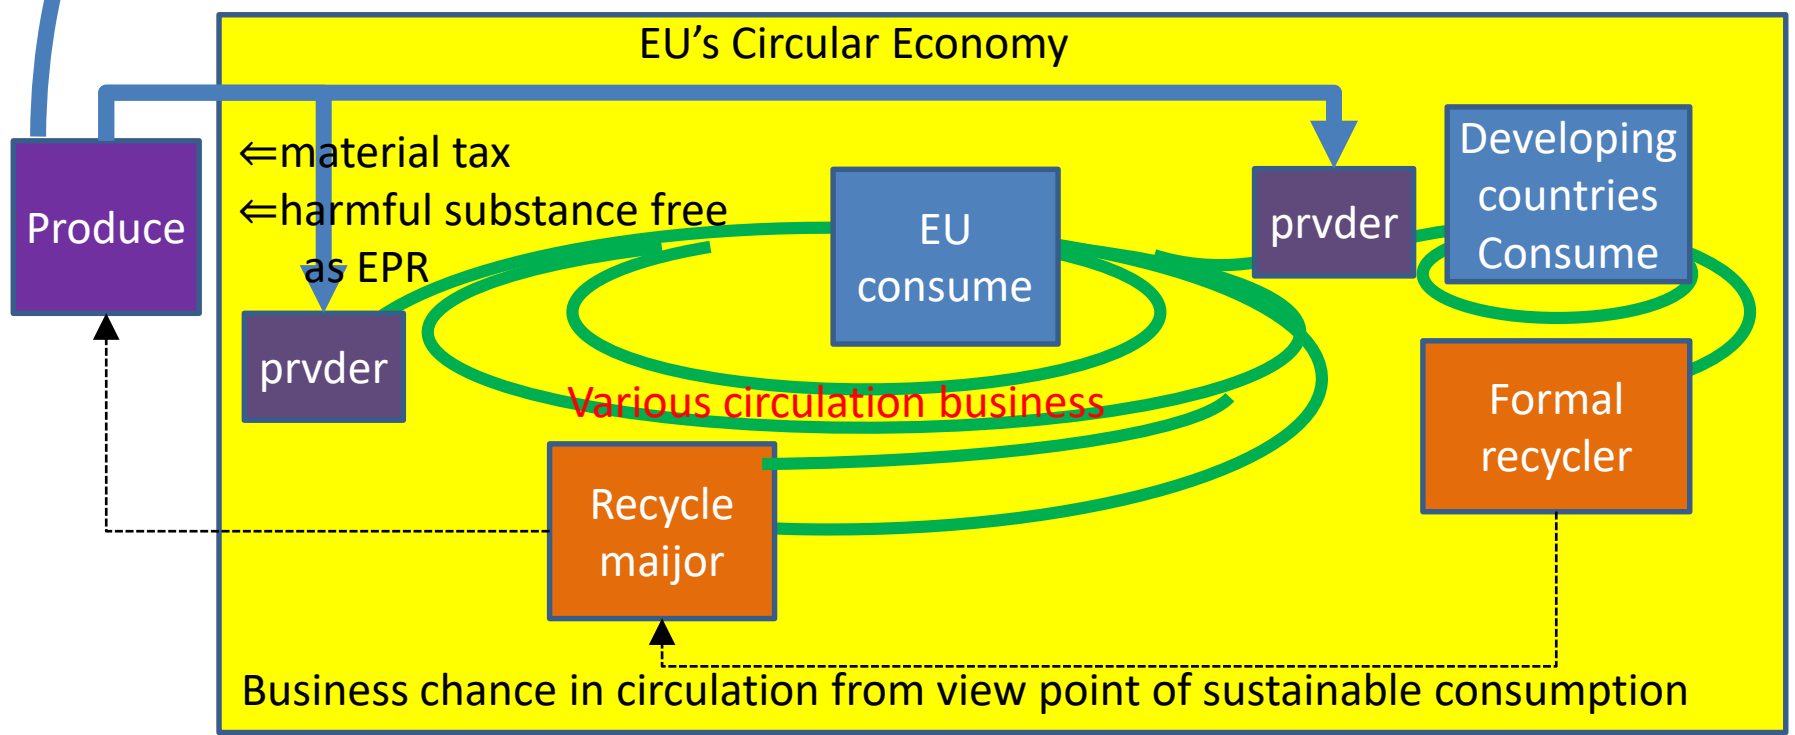 EU’s Circular Economy
Produce
⇐material tax
⇐harmful substance free
as EPR
prvder
EU
consume
prvder
Developing
countries
Consume
Various circulation business
Formal
recycler
Recycle
maijor
Business chance in circulation from view point of sustainable consumption